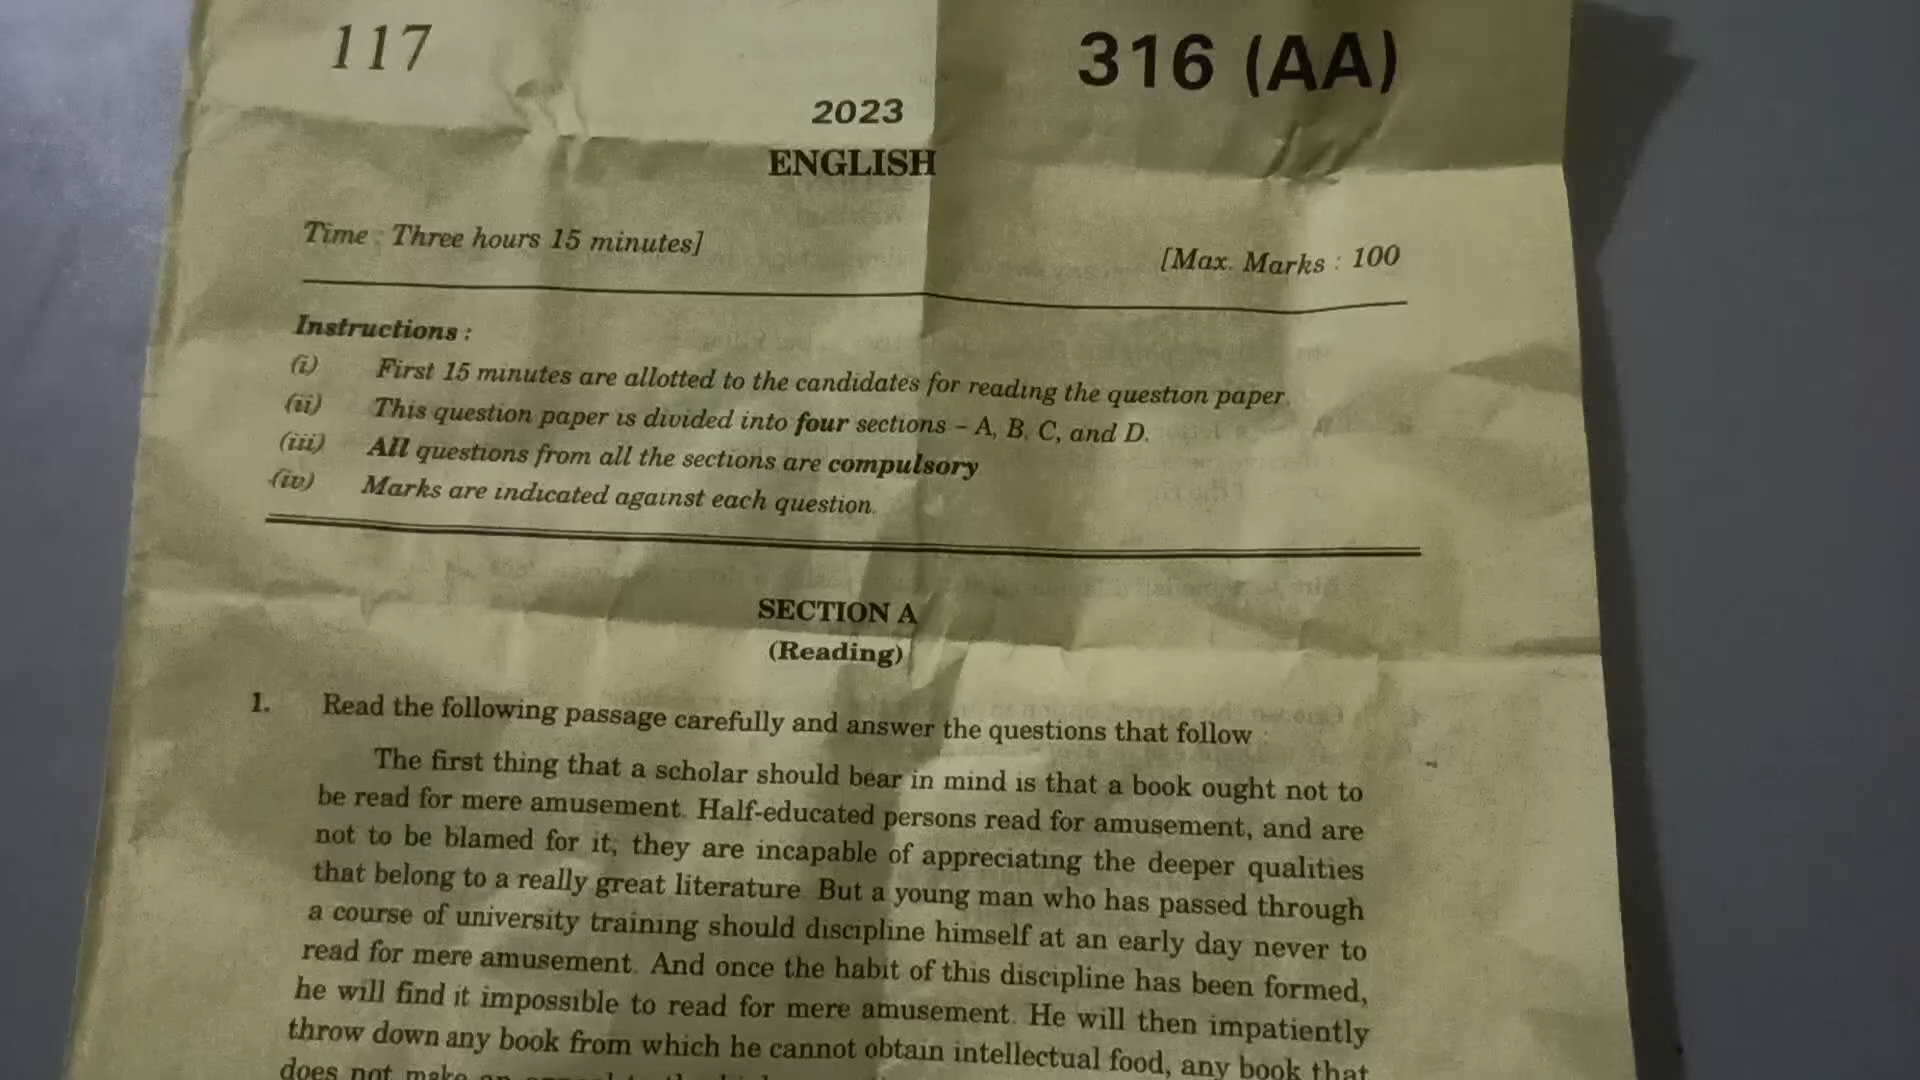 117
316 (AA)
2023
ENGLISH
Time : Three hours 15 minutes]
[Max. Marks : 100
Instructions :
(i) First 15 minutes are allotted to the candidates for reading the question paper.
(ii) This question paper is divided into four sections – A, B, C, and D.
(iii) All questions from all the sections are compulsory
(iv) Marks are indicated against each question.
SECTION A
(Reading)
1. Read the following passage carefully and answer the questions that follow :
The first thing that a scholar should bear in mind is that a book ought not to
be read for mere amusement. Half-educated persons read for amusement, and are
not to be blamed for it; they are incapable of appreciating the deeper qualities
that belong to a really great literature. But a young man who has passed through
a course of university training should discipline himself at an early day never to
read for mere amusement. And once the habit of this discipline has been formed,
he will find it impossible to read for mere amusement. He will then impatiently
throw down any book from which he cannot obtain intellectual food, any book that
does not make an appeal to the